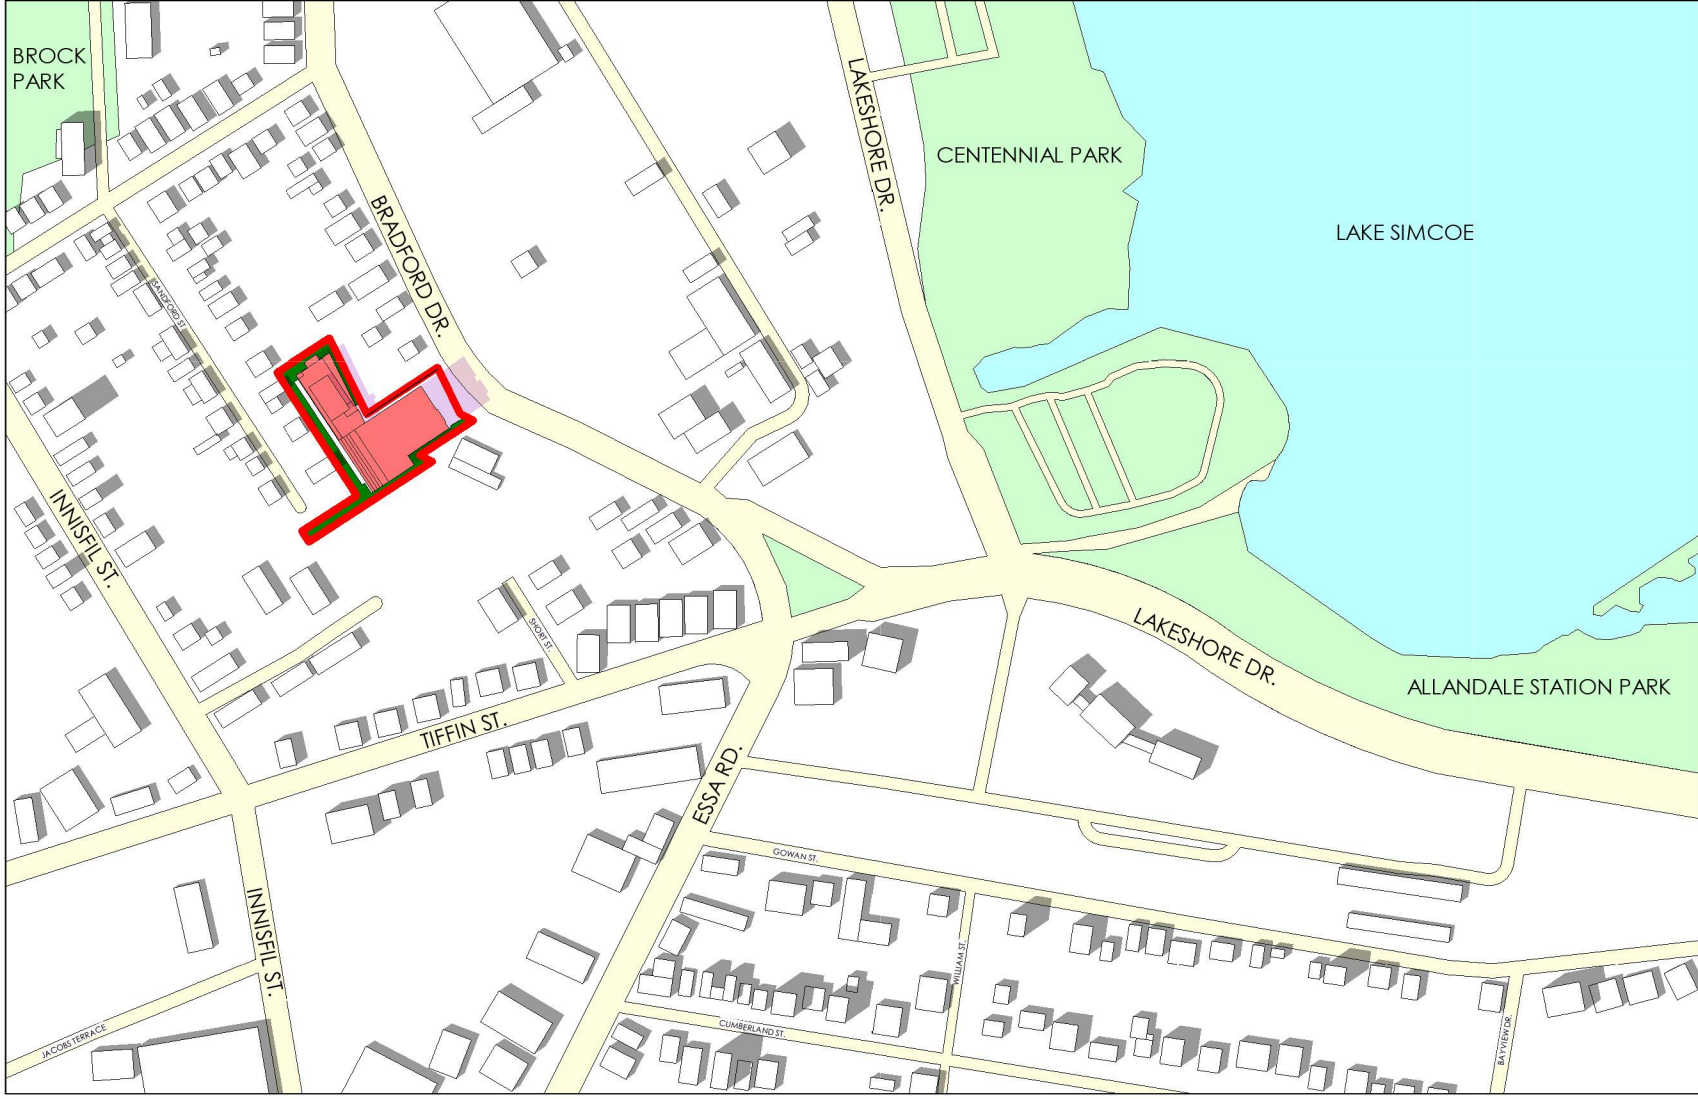 BROCK
PARK
LAKESHORE DR.
CENTENNIAL PARK
LAKE SIMCOE
BRADFORD DR.
SANDFORD ST.
INNISFIL ST.
SHORT ST.
LAKESHORE DR.
ALLANDALE STATION PARK
TIFFIN ST.
ESSA RD.
GOWAN ST.
INNISFIL ST.
WILLIAM ST.
JACOBS TERRACE
CUMBERLAND ST.
BAYVIEW DR.